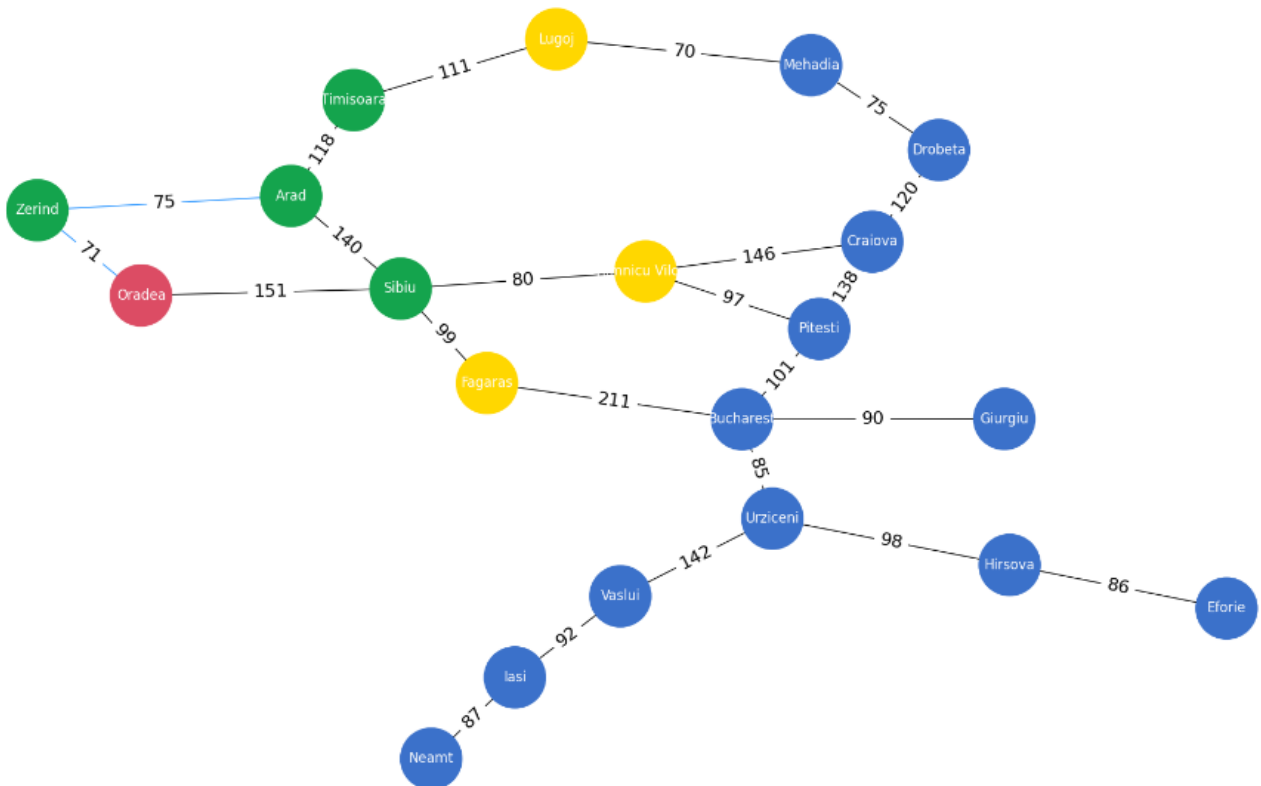 Lugoj
70
Mehadia
111
Timisoara
75
118
Drobeta
Arad
75
120
Zerind
140
Craiova
146
71
mnicu Vilc
80
138
Sibiu
151
Oradea
97
Pitesti
99
101
Fagaras
211
Bucharest
90
Giurgiu
85
Urziceni
98
142
Hirsova
86
Vaslui
Eforie
92
Iasi
87
Neamt